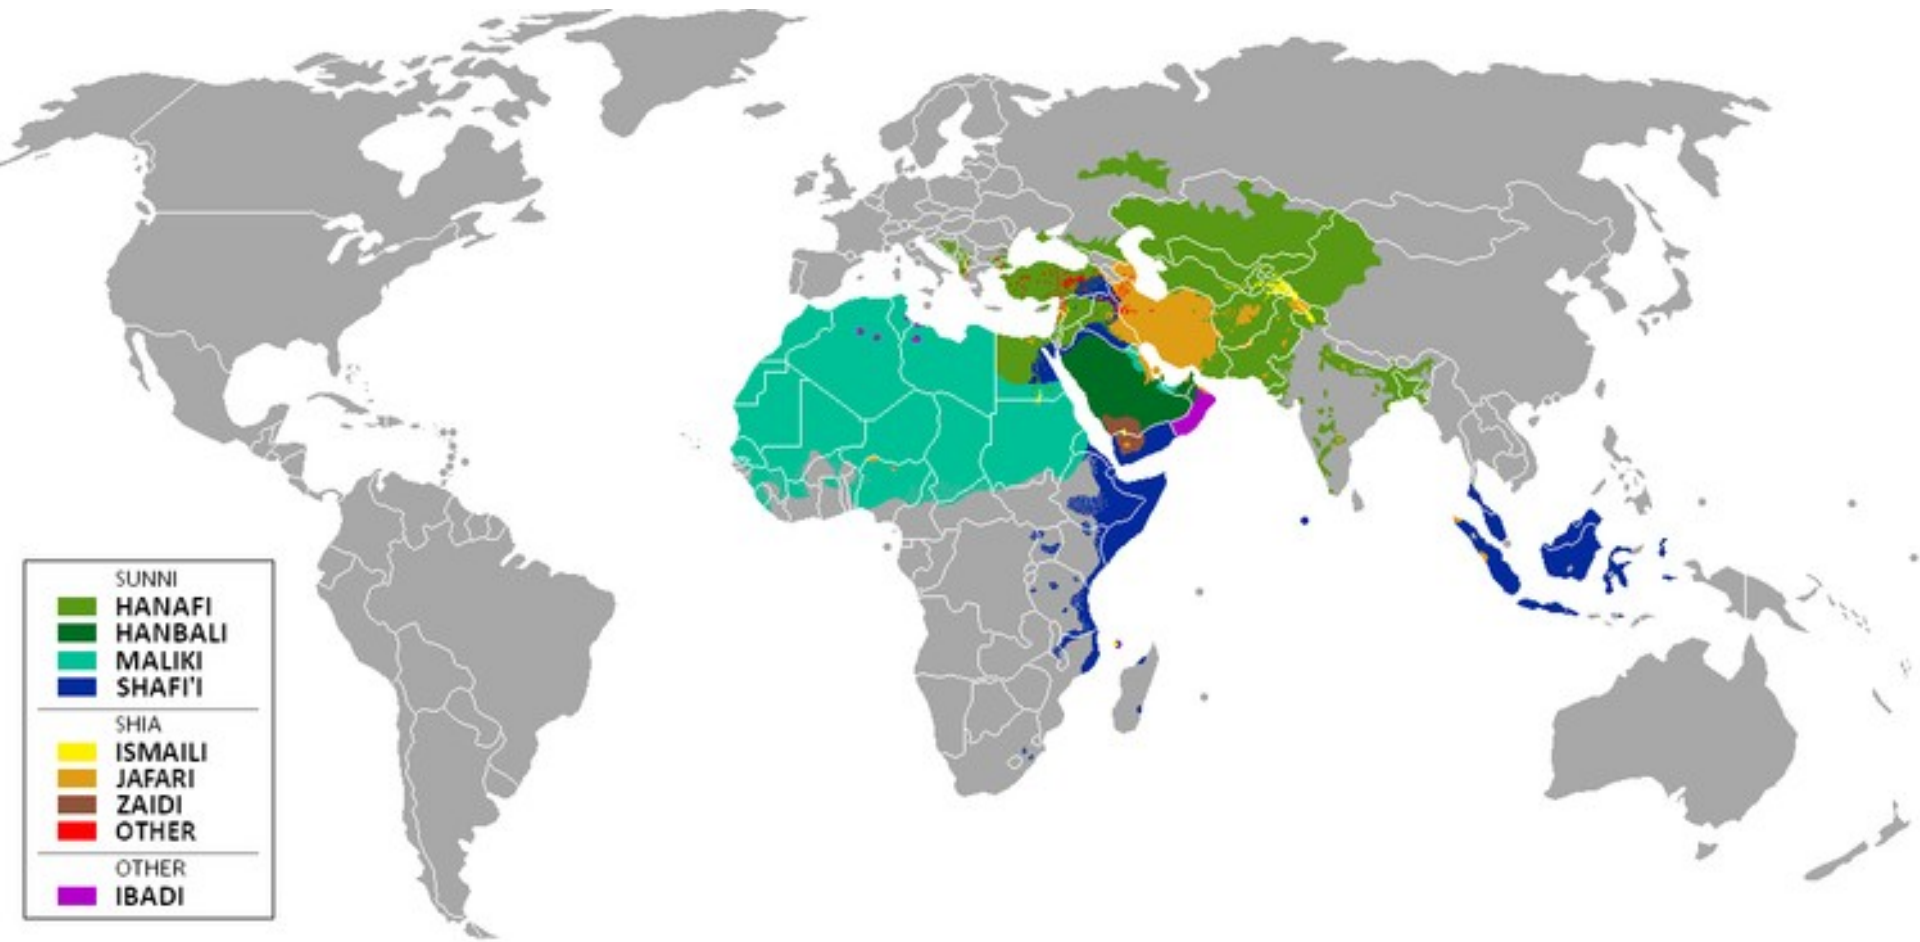 SUNNI
HANAFI
HANBALI
MALIKI
SHAFI'I
SHIA
ISMAILI
JAFARI
ZAIDI
OTHER
OTHER
IBADI